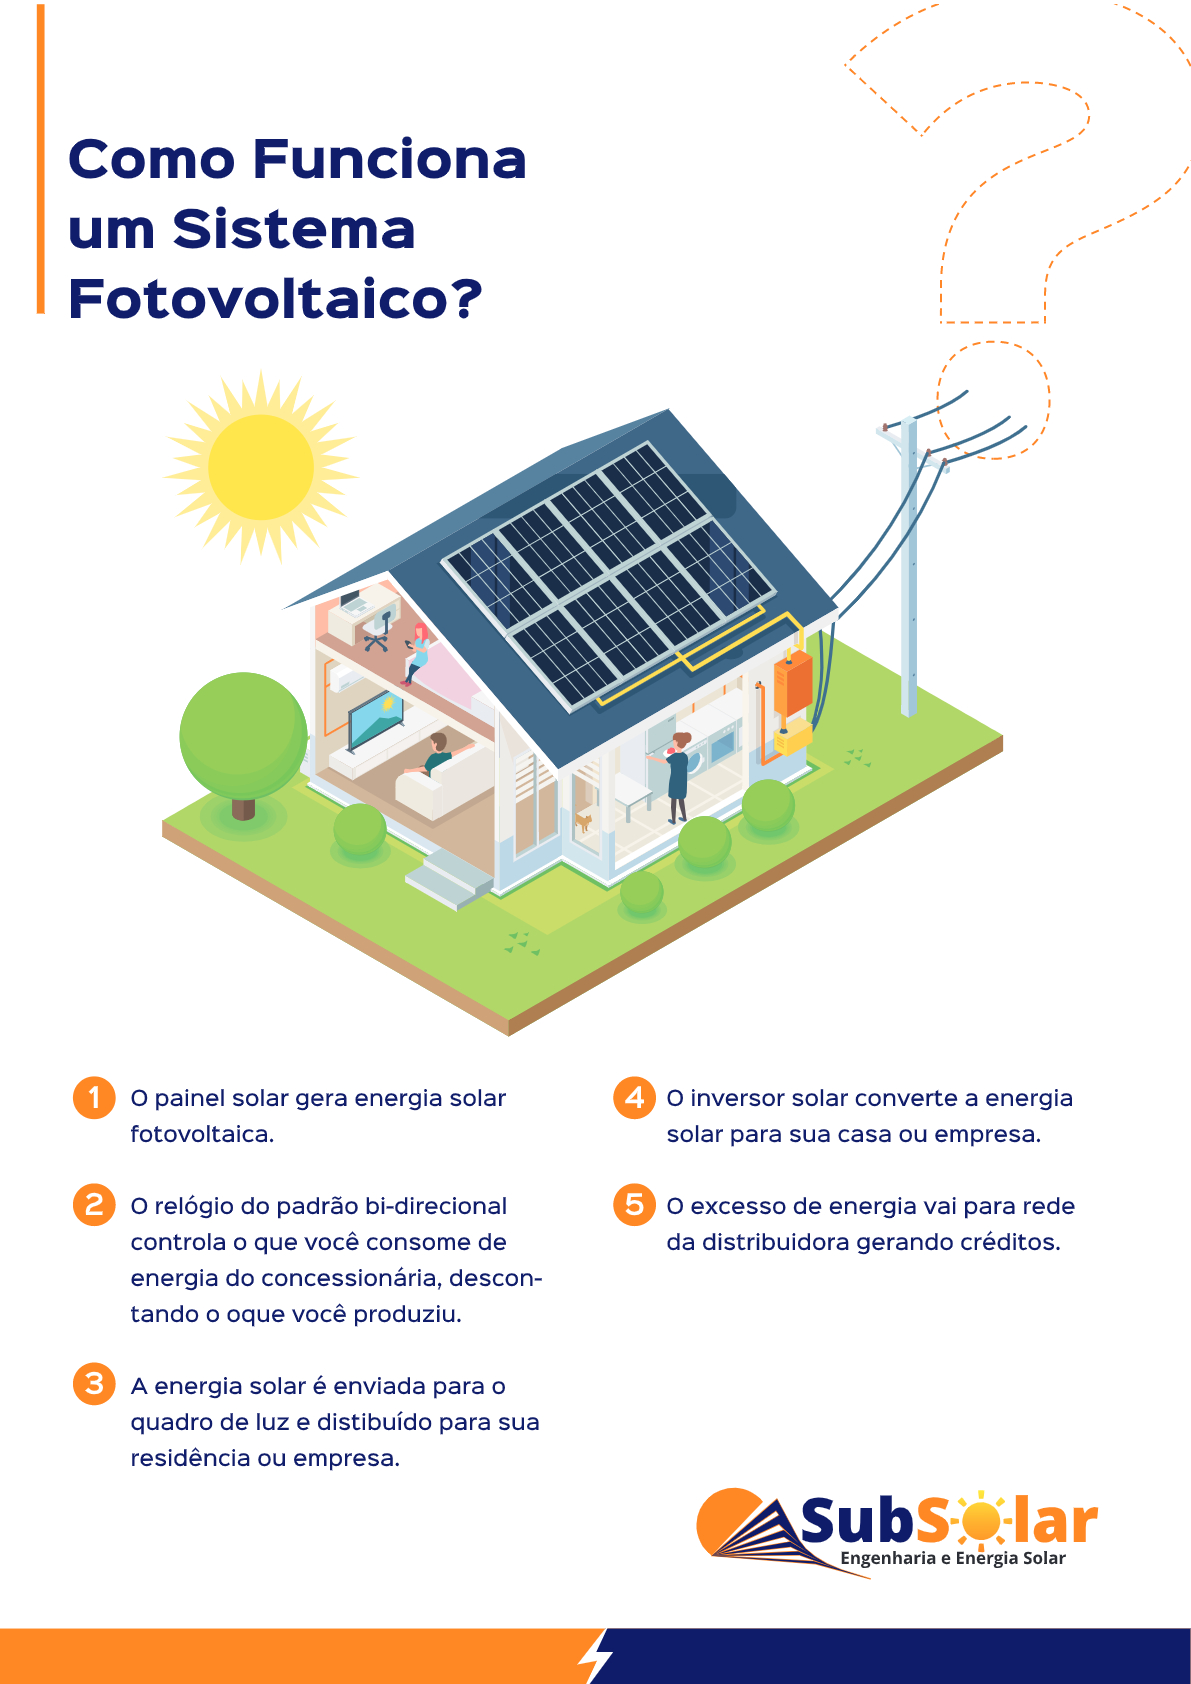 Como Funciona
um Sistema
Fotovoltaico?
1 O painel solar gera energia solar
fotovoltaica.
2 O relógio do padrão bi-direcional
controla o que você consome de
energia do concessionária, descon-
tando o oque você produziu.
3 A energia solar é enviada para o
quadro de luz e distibuído para sua
residência ou empresa.
4 O inversor solar converte a energia
solar para sua casa ou empresa.
5 O excesso de energia vai para rede
da distribuidora gerando créditos.
SubSolar
Engenharia e Energia Solar